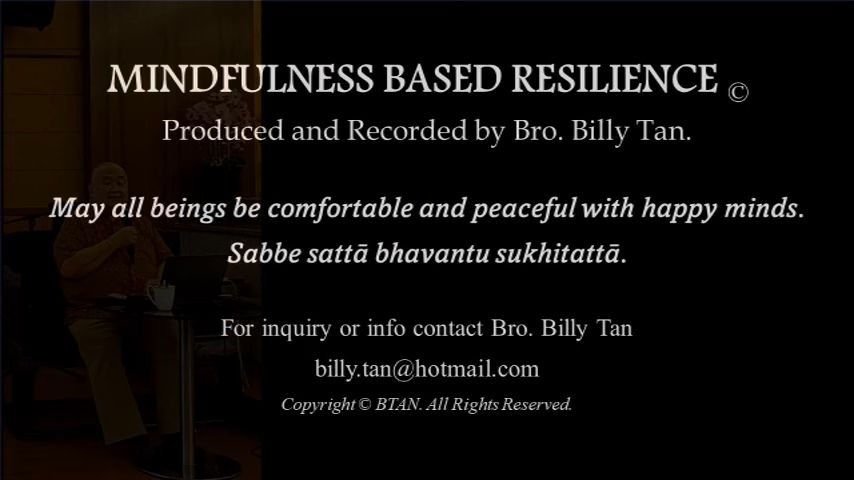 MINDFULNESS BASED RESILIENCE ©
Produced and Recorded by Bro. Billy Tan.
May all beings be comfortable and peaceful with happy minds.
Sabbe sattā bhavantu sukhitattā.
For inquiry or info contact Bro. Billy Tan
billy.tan@hotmail.com
Copyright © BTAN. All Rights Reserved.